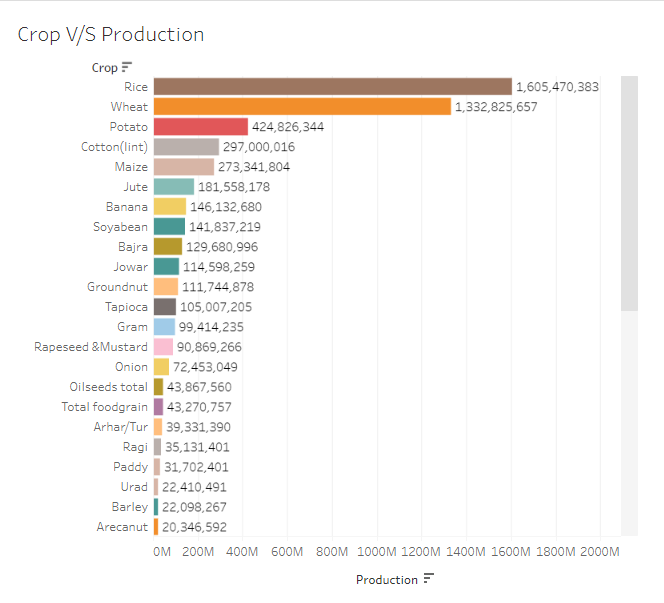 Crop V/S Production
Crop
Rice 1,605,470,383
Wheat 1,332,825,657
Potato 424,826,344
Cotton(lint) 297,000,016
Maize 273,341,804
Jute 181,558,178
Banana 146,132,680
Soyabean 141,837,219
Bajra 129,680,996
Jowar 114,598,259
Groundnut 111,744,878
Tapioca 105,007,205
Gram 99,414,235
Rapeseed &Mustard 90,869,266
Onion 72,453,049
Oilseeds total 43,867,560
Total foodgrain 43,270,757
Arhar/Tur 39,331,390
Ragi 35,131,401
Paddy 31,702,401
Urad 22,410,491
Barley 22,098,267
Arecanut 20,346,592
0M 200M 400M 600M 800M 1000M 1200M 1400M 1600M 1800M 2000M
Production